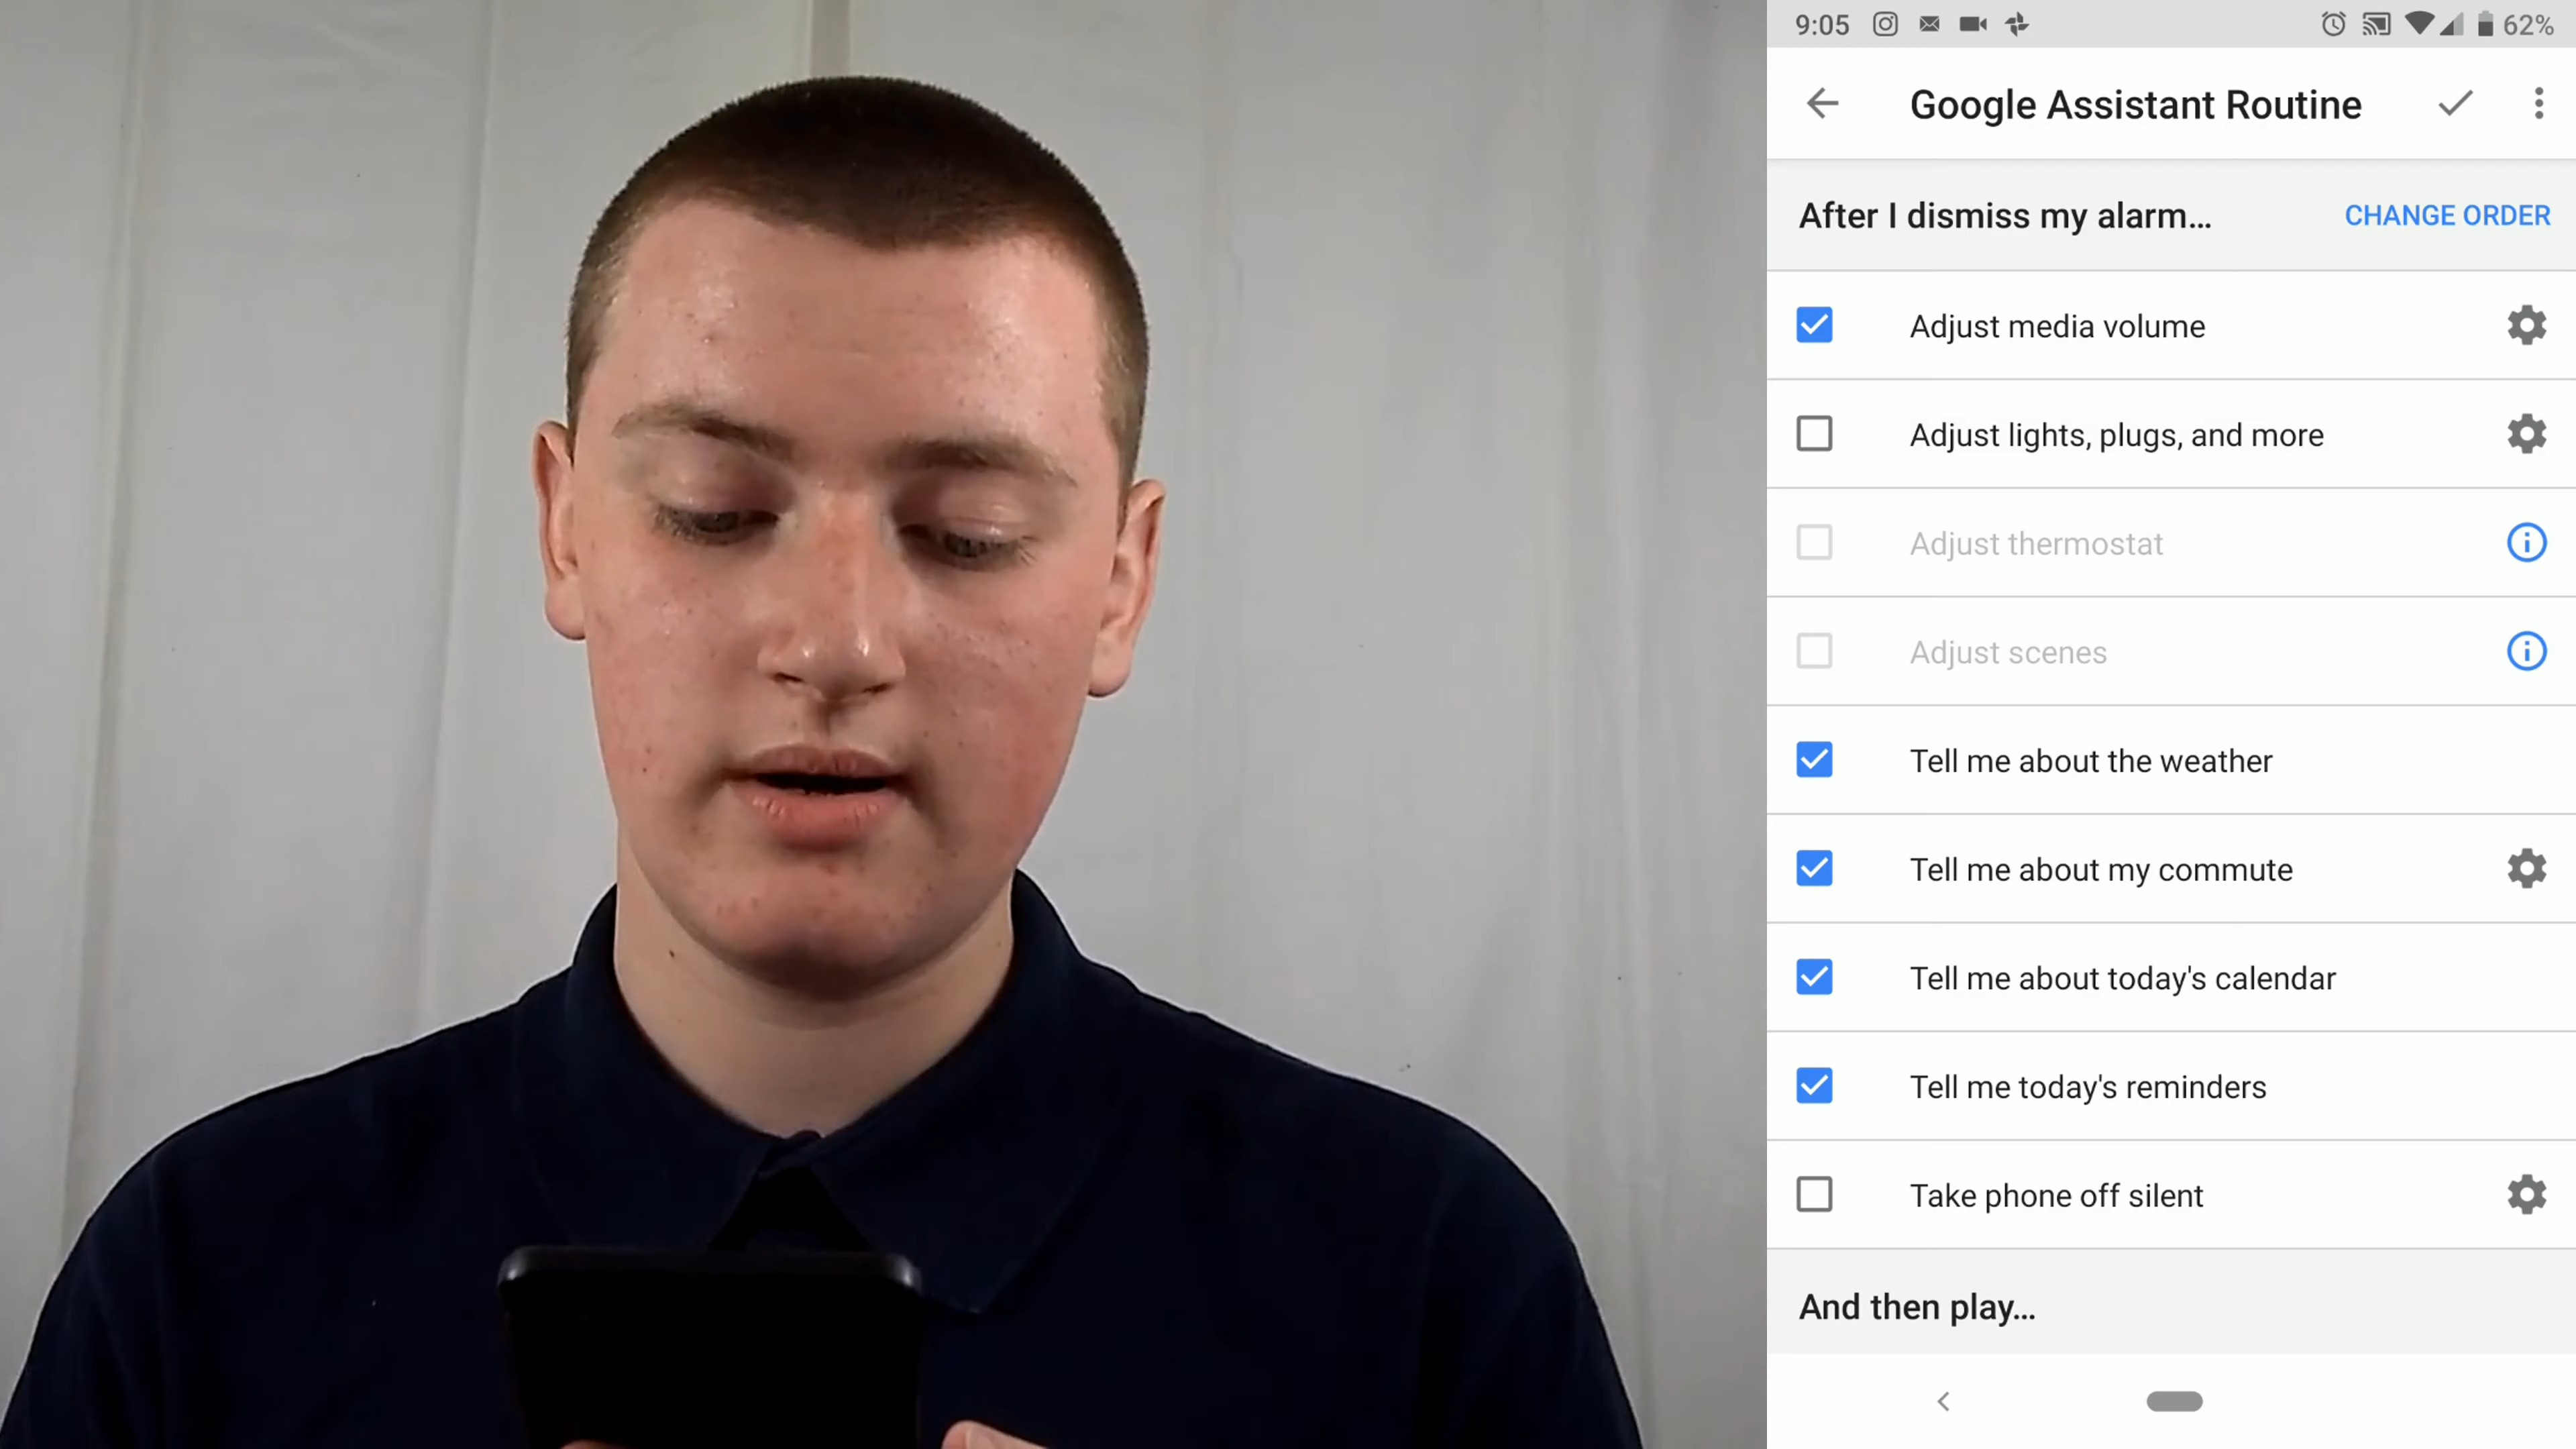 9:05
62%
Google Assistant Routine
After I dismiss my alarm...
CHANGE ORDER
Adjust media volume
Adjust lights, plugs, and more
Adjust thermostat
Adjust scenes
Tell me about the weather
Tell me about my commute
Tell me about today's calendar
Tell me today's reminders
Take phone off silent
And then play...